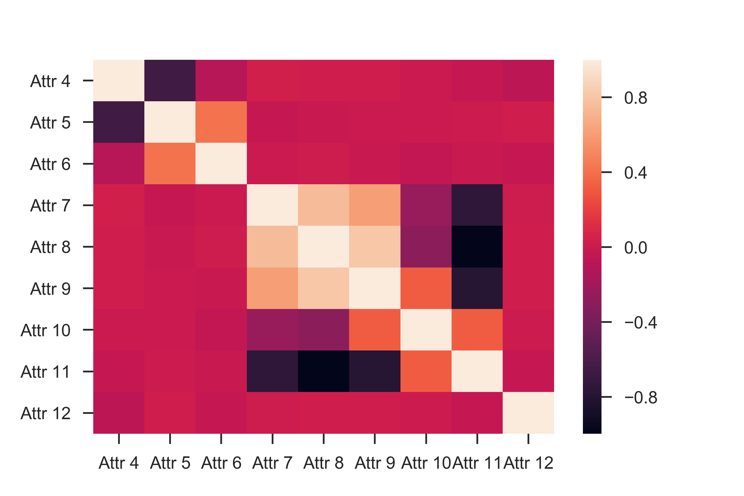 Attr 4
Attr 5
Attr 6
Attr 7
Attr 8
Attr 9
Attr 10
Attr 11
Attr 12
Attr 4 Attr 5 Attr 6 Attr 7 Attr 8 Attr 9 Attr 10 Attr 11 Attr 12
0.8
0.4
0.0
−0.4
−0.8